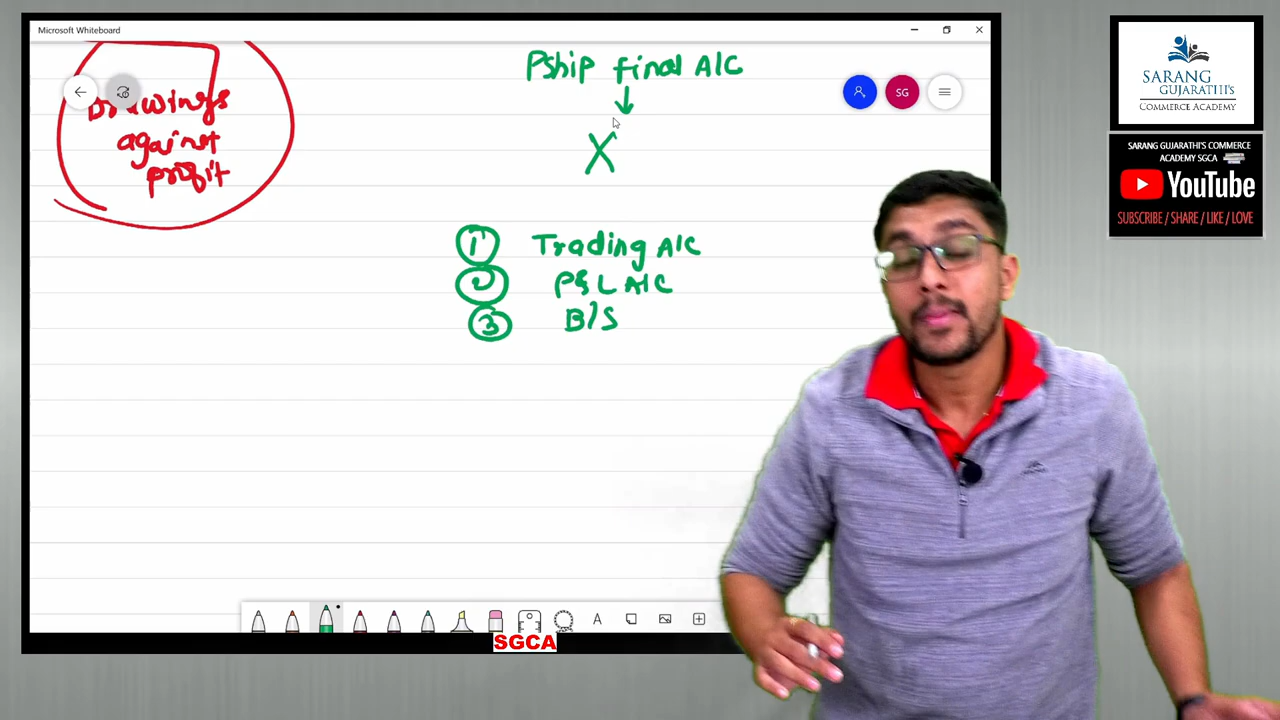 Microsoft Whiteboard
Drawings
against
profit
Pship final A/C
X
SG
1 Trading A/C
2 P&L A/C
3 B/S
A
SGCA
SARANG
GUJARATHI'S
COMMERCE ACADEMY
SARANG GUJARATHI'S COMMERCE
ACADEMY SGCA
YouTube
SUBSCRIBE / SHARE / LIKE / LOVE